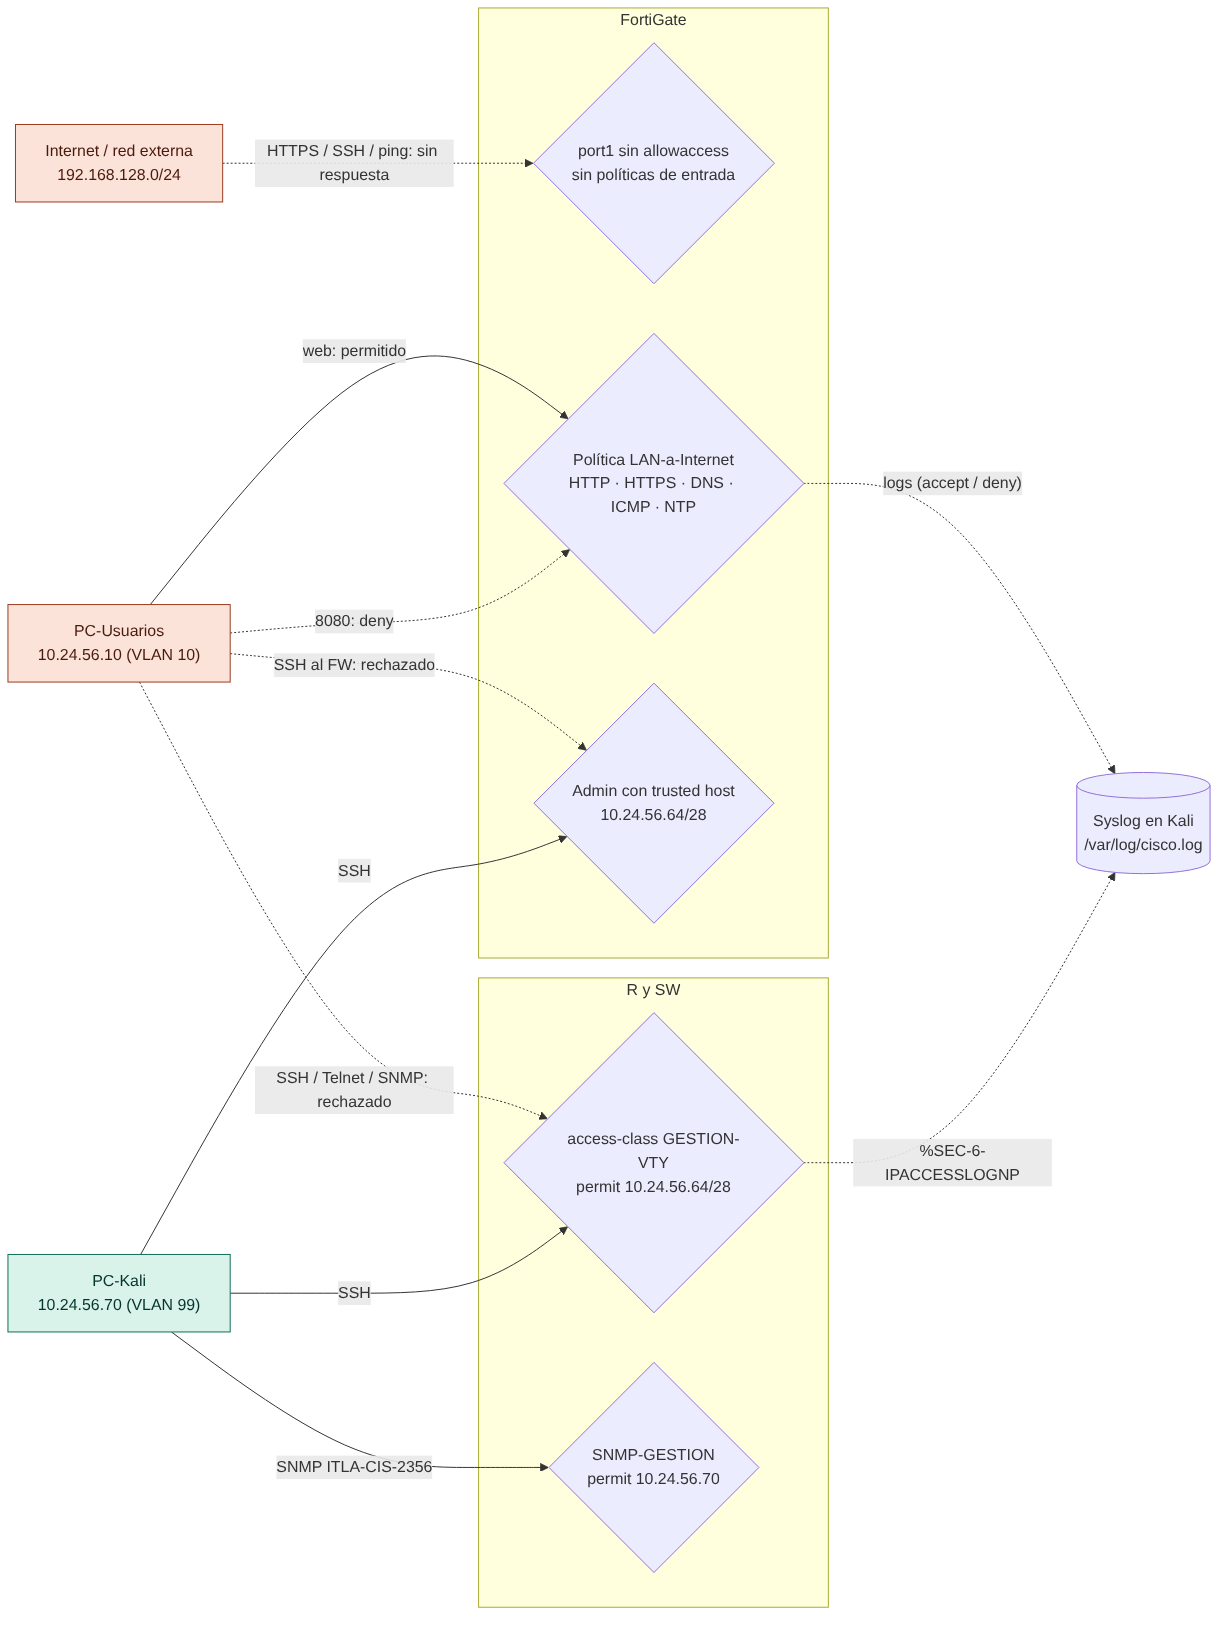 FortiGate
Internet / red externa
192.168.128.0/24
HTTPS / SSH / ping: sin
respuesta
port1 sin allowaccess
sin políticas de entrada
web: permitido
Política LAN-a-Internet
HTTP · HTTPS · DNS ·
ICMP · NTP
logs (accept / deny)
PC-Usuarios
10.24.56.10 (VLAN 10)
8080: deny
SSH al FW: rechazado
Admin con trusted host
10.24.56.64/28
Syslog en Kali
/var/log/cisco.log
SSH
R y SW
SSH / Telnet / SNMP:
rechazado
access-class GESTION-
VTY
permit 10.24.56.64/28
%SEC-6-
IPACCESSLOGNP
PC-Kali
10.24.56.70 (VLAN 99)
SSH
SNMP ITLA-CIS-2356
SNMP-GESTION
permit 10.24.56.70